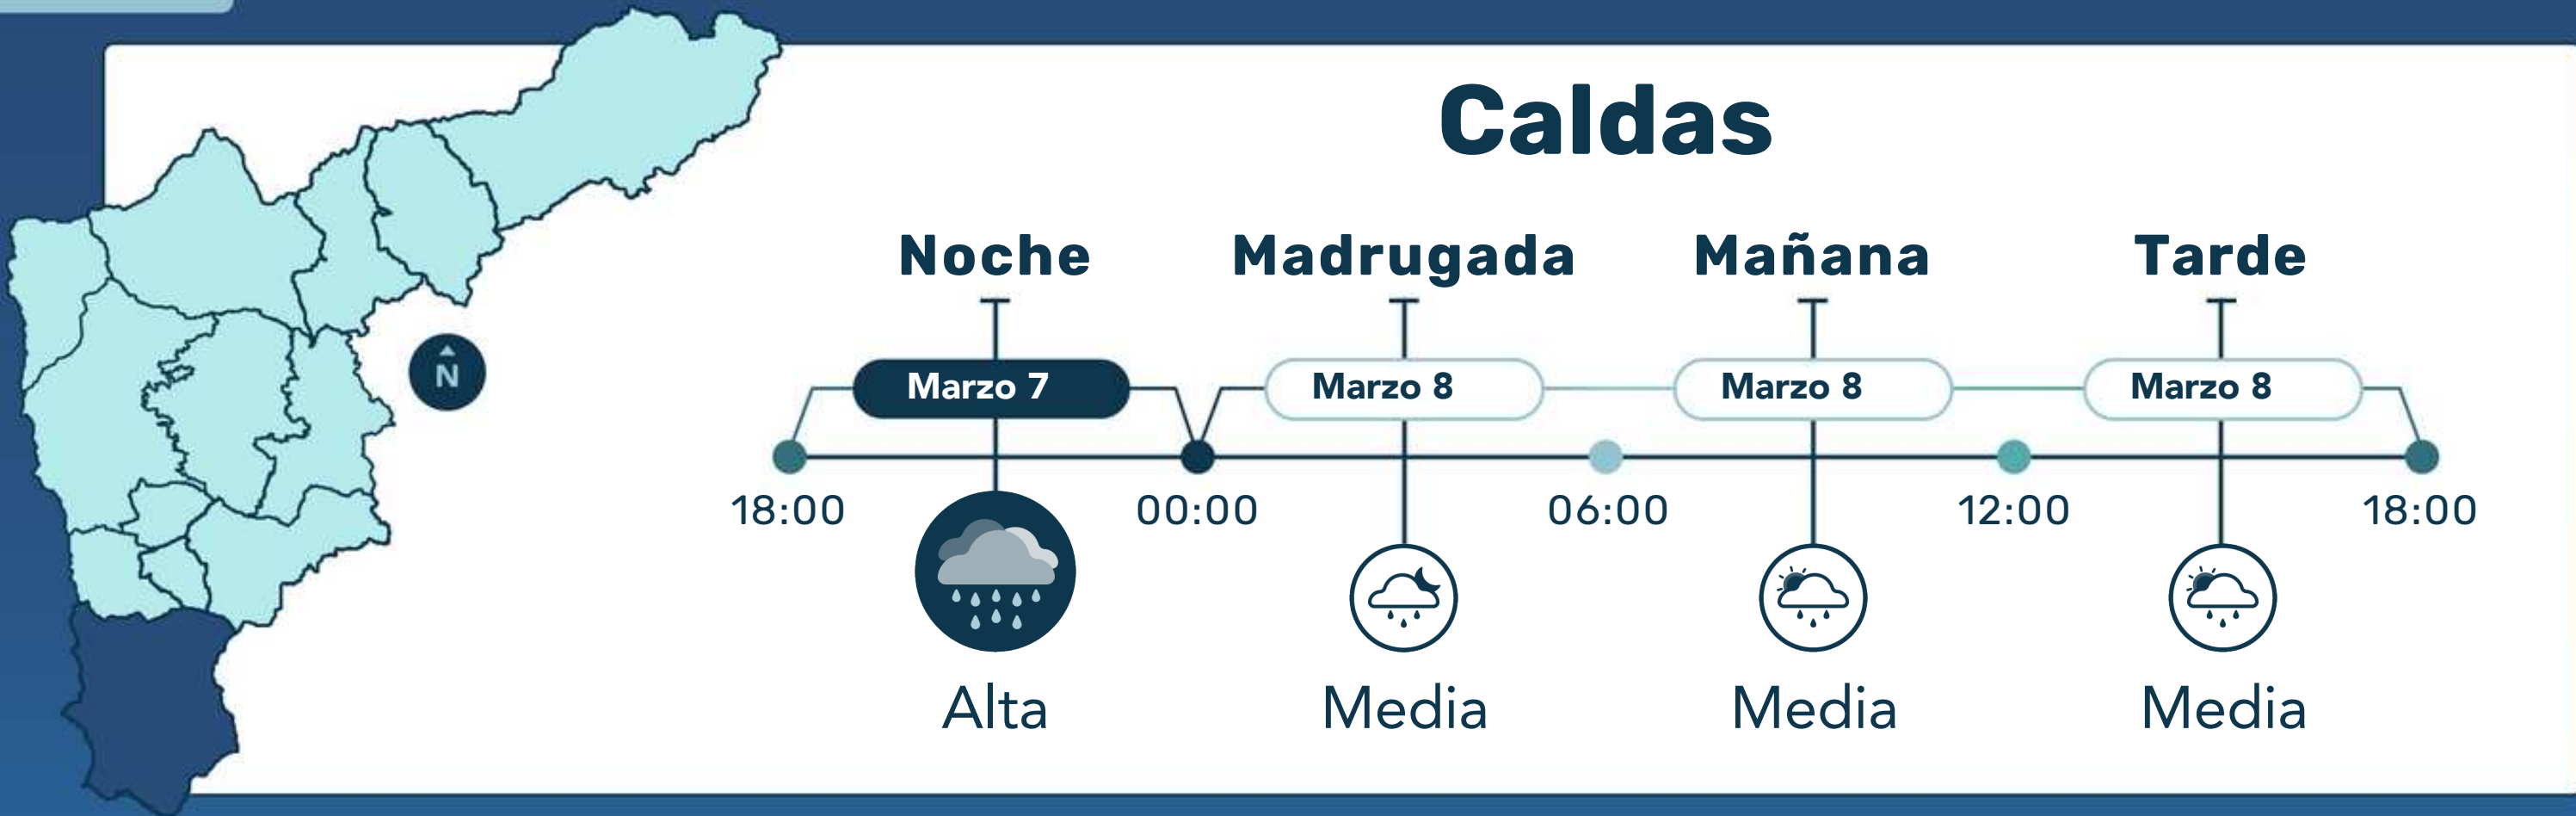 Caldas
Noche
Madrugada
Mañana
Tarde
Marzo 7
Marzo 8
Marzo 8
Marzo 8
18:00
00:00
06:00
12:00
18:00
N
Alta
Media
Media
Media